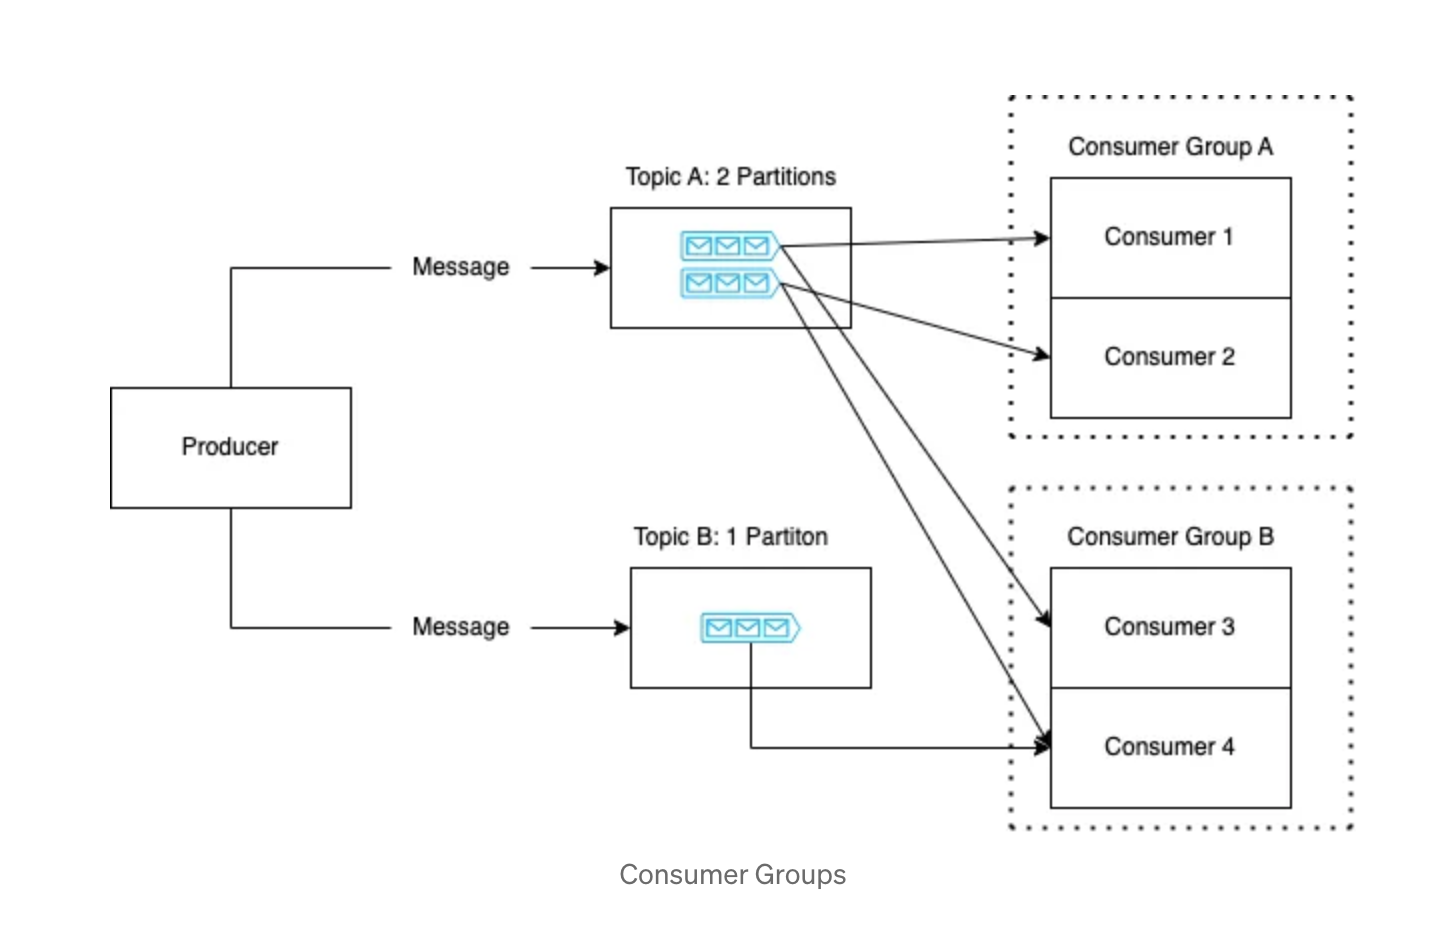 Consumer Group A
Topic A: 2 Partitions
Consumer 1
Message
Consumer 2
Producer
Topic B: 1 Partiton
Consumer Group B
Message
Consumer 3
Consumer 4
Consumer Groups